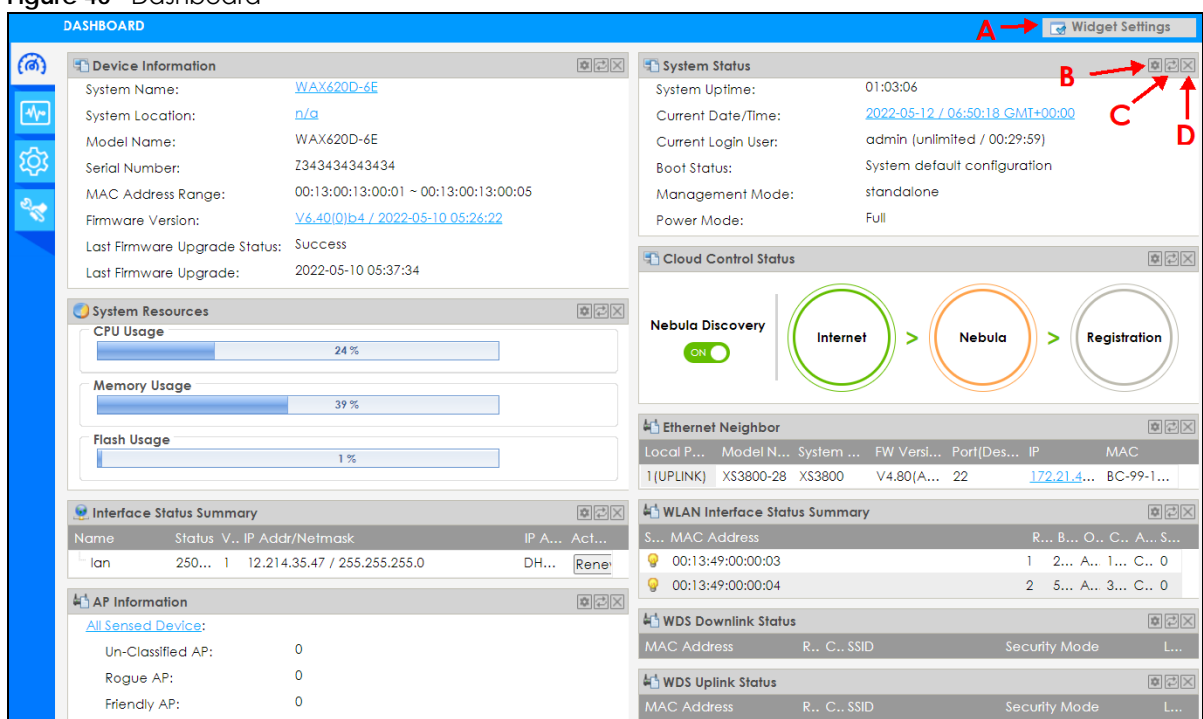 Figure 40 Dashboard
DASHBOARD
A
Widget Settings
Device Information
System Name: WAX620D-6E
System Location: n/a
Model Name: WAX620D-6E
Serial Number: Z343434343434
MAC Address Range: 00:13:00:13:00:01 ~ 00:13:00:13:00:05
Firmware Version: V6.40(0)b4 / 2022-05-10 05:26:22
Last Firmware Upgrade Status: Success
Last Firmware Upgrade: 2022-05-10 05:37:34
System Resources
CPU Usage
24 %
Memory Usage
39 %
Flash Usage
1 %
Interface Status Summary
Name Status V.. IP Addr/Netmask IP A... Act...
lan 250... 1 12.214.35.47 / 255.255.255.0 DH... Rene
AP Information
All Sensed Device:
Un-Classified AP: 0
Rogue AP: 0
Friendly AP: 0
System Status
B
C
D
System Uptime: 01:03:06
Current Date/Time: 2022-05-12 / 06:50:18 GMT+00:00
Current Login User: admin (unlimited / 00:29:59)
Boot Status: System default configuration
Management Mode: standalone
Power Mode: Full
Cloud Control Status
Nebula Discovery
ON
Internet > Nebula > Registration
Ethernet Neighbor
Local P... Model N... System ... FW Versi... Port(Des... IP MAC
1(UPLINK) XS3800-28 XS3800 V4.80(A... 22 172.21.4... BC-99-1...
WLAN Interface Status Summary
S... MAC Address R... B... O... C.. A... S...
00:13:49:00:00:03 1 2... A... 1... C.. 0
00:13:49:00:00:04 2 5... A... 3... C.. 0
WDS Downlink Status
MAC Address R.. C.. SSID Security Mode L...
WDS Uplink Status
MAC Address R.. C.. SSID Security Mode L...